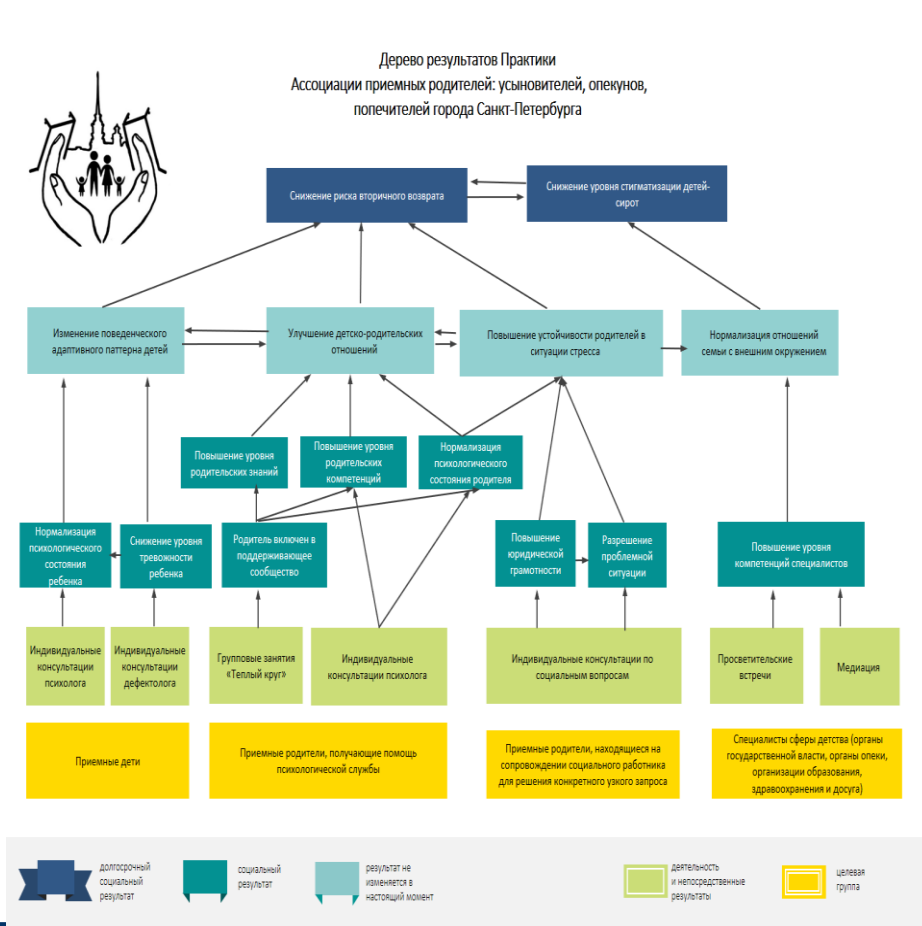 Дерево результатов Практики
Ассоциации приемных родителей: усыновителей, опекунов,
попечителей города Санкт-Петербурга
Снижение риска вторичного возврата
Снижение уровня стигматизации детей-
сирот
Изменение поведенческого
адаптивного паттерна детей
Улучшение детско-родительских
отношений
Повышение устойчивости родителей в
ситуации стресса
Нормализация отношений
семьи с внешним окружением
Повышение уровня
родительских знаний
Повышение уровня
родительских
компетенций
Нормализация
психологического
состояния родителя
Нормализация
психологического
состояния
ребенка
Снижение уровня
тревожности
ребенка
Родитель включен в
поддерживающее
сообщество
Повышение
юридической
грамотности
Разрешение
проблемной
ситуации
Повышение уровня
компетенций специалистов
Индивидуальные
консультации
психолога
Индивидуальные
консультации
дефектолога
Групповые занятия
«Теплый круг»
Индивидуальные
консультации психолога
Индивидуальные консультации по
социальным вопросам
Просветительские
встречи
Медиация
Приемные дети
Приемные родители, получающие помощь
психологической службы
Приемные родители, находящиеся на
сопровождении социального работника
для решения конкретного узкого запроса
Специалисты сферы детства (органы
государственной власти, органы опеки,
организации образования,
здравоохранения и досуга)
долгосрочный
социальный
результат
социальный
результат
результат не
изменяется в
настоящий момент
деятельность
и непосредственные
результаты
целевая
группа